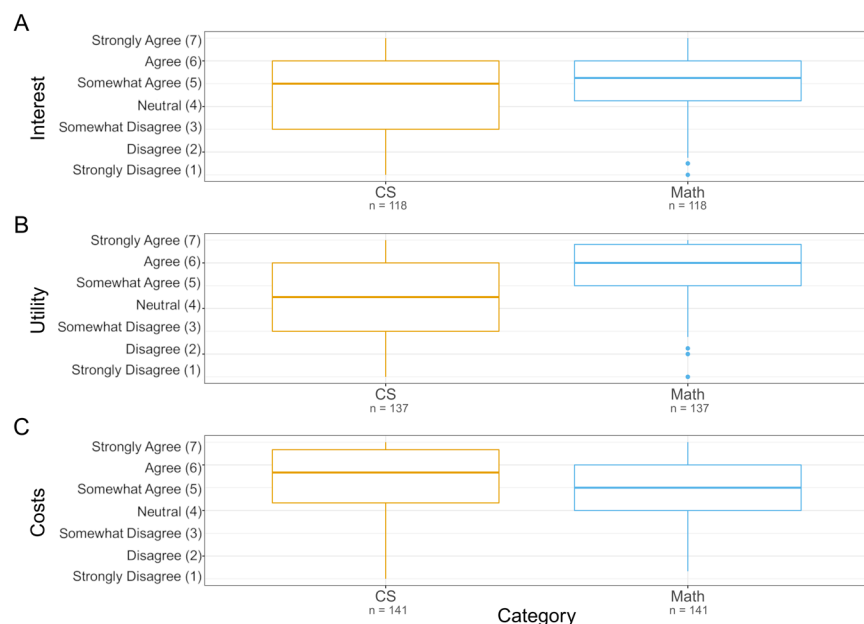 A
Interest
Strongly Agree (7)
Agree (6)
Somewhat Agree (5)
Neutral (4)
Somewhat Disagree (3)
Disagree (2)
Strongly Disagree (1)
CS
n = 118
Math
n = 118
B
Utility
Strongly Agree (7)
Agree (6)
Somewhat Agree (5)
Neutral (4)
Somewhat Disagree (3)
Disagree (2)
Strongly Disagree (1)
CS
n = 137
Math
n = 137
C
Costs
Strongly Agree (7)
Agree (6)
Somewhat Agree (5)
Neutral (4)
Somewhat Disagree (3)
Disagree (2)
Strongly Disagree (1)
CS
n = 141
Math
n = 141
Category